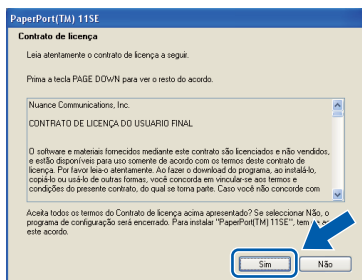 PaperPort(TM) 11SE
Contrato de licença
Leia atentamente o contrato de licença a seguir.
Prima a tecla PAGE DOWN para ver o resto do acordo.
Nuance Communications, Inc.
CONTRATO DE LICENÇA DO USUARIO FINAL
O software e materiais fornecidos mediante este contrato são licenciados e não vendidos,
e estão disponíveis para uso somente de acordo com os termos deste contrato de
licença. Por favor leia-o atentamente. Ao fazer o download do programa, ao instalá-lo,
copiá-lo ou usá-lo de outras formas, você concorda em vincular-se aos termos e
condições do presente contrato, do qual se torna parte. Caso você não concorde com
Aceita todos os termos do Contrato de licença acima apresentado? Se seleccionar Não, o
programa de configuração será encerrado. Para instalar "PaperPort(TM) 11SE", tem
este acordo.
Sim
Não